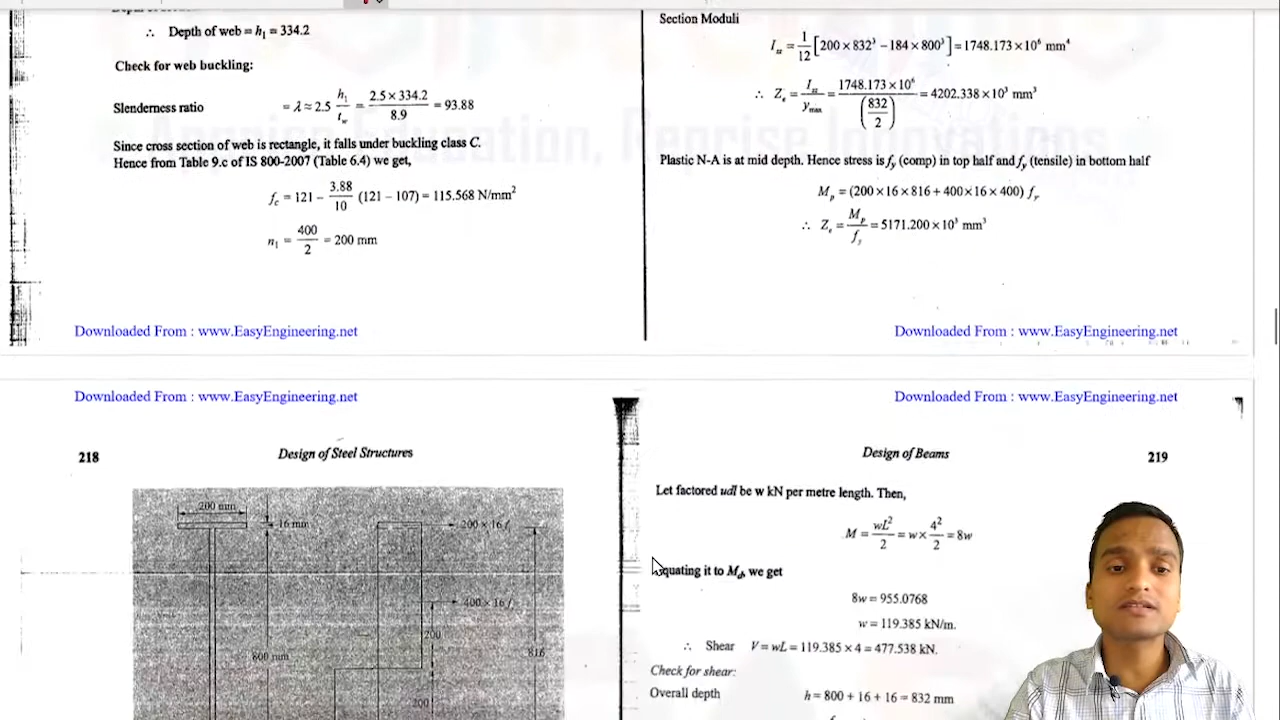 ∴ Depth of web = h₁ = 334.2
Check for web buckling:
Slenderness ratio = λ ≈ 2.5 h₁/t_w = 2.5 × 334.2/8.9 = 93.88
Since cross section of web is rectangle, it falls under buckling class C.
Hence from Table 9.c of IS 800-2007 (Table 6.4) we get,
f_c = 121 − 3.88/10 (121 − 107) = 115.568 N/mm²
n₁ = 400/2 = 200 mm
Downloaded From : www.EasyEngineering.net
Section Moduli
= 1/12 [200 × 832³ − 184 × 800³] = 1748.173 × 10⁶ mm⁴
∴ Z_e = /y_max = 1748.173 × 10⁶/(832/2) = 4202.338 × 10³ mm³
Plastic N-A is at mid depth. Hence stress is f_y (comp) in top half and f_y (tensile) in bottom half
M_p = (200 × 16 × 816 + 400 × 16 × 400) f_y
∴ Z_e = M_p/f_y = 5171.200 × 10³ mm³
Downloaded From : www.EasyEngineering.net
Downloaded From : www.EasyEngineering.net
218 Design of Steel Structures
200 mm
16 mm
200 × 16 f
400 × 16 f
200
800 mm
816
200
Downloaded From : www.EasyEngineering.net
Design of Beams 219
Let factored udl be w kN per metre length. Then,
M = wL²/2 = w × 4²/2 = 8w
Equating it to M_d, we get
8w = 955.0768
w = 119.385 kN/m.
∴ Shear V = wL = 119.385 × 4 = 477.538 kN.
Check for shear:
Overall depth h = 800 + 16 + 16 = 832 mm